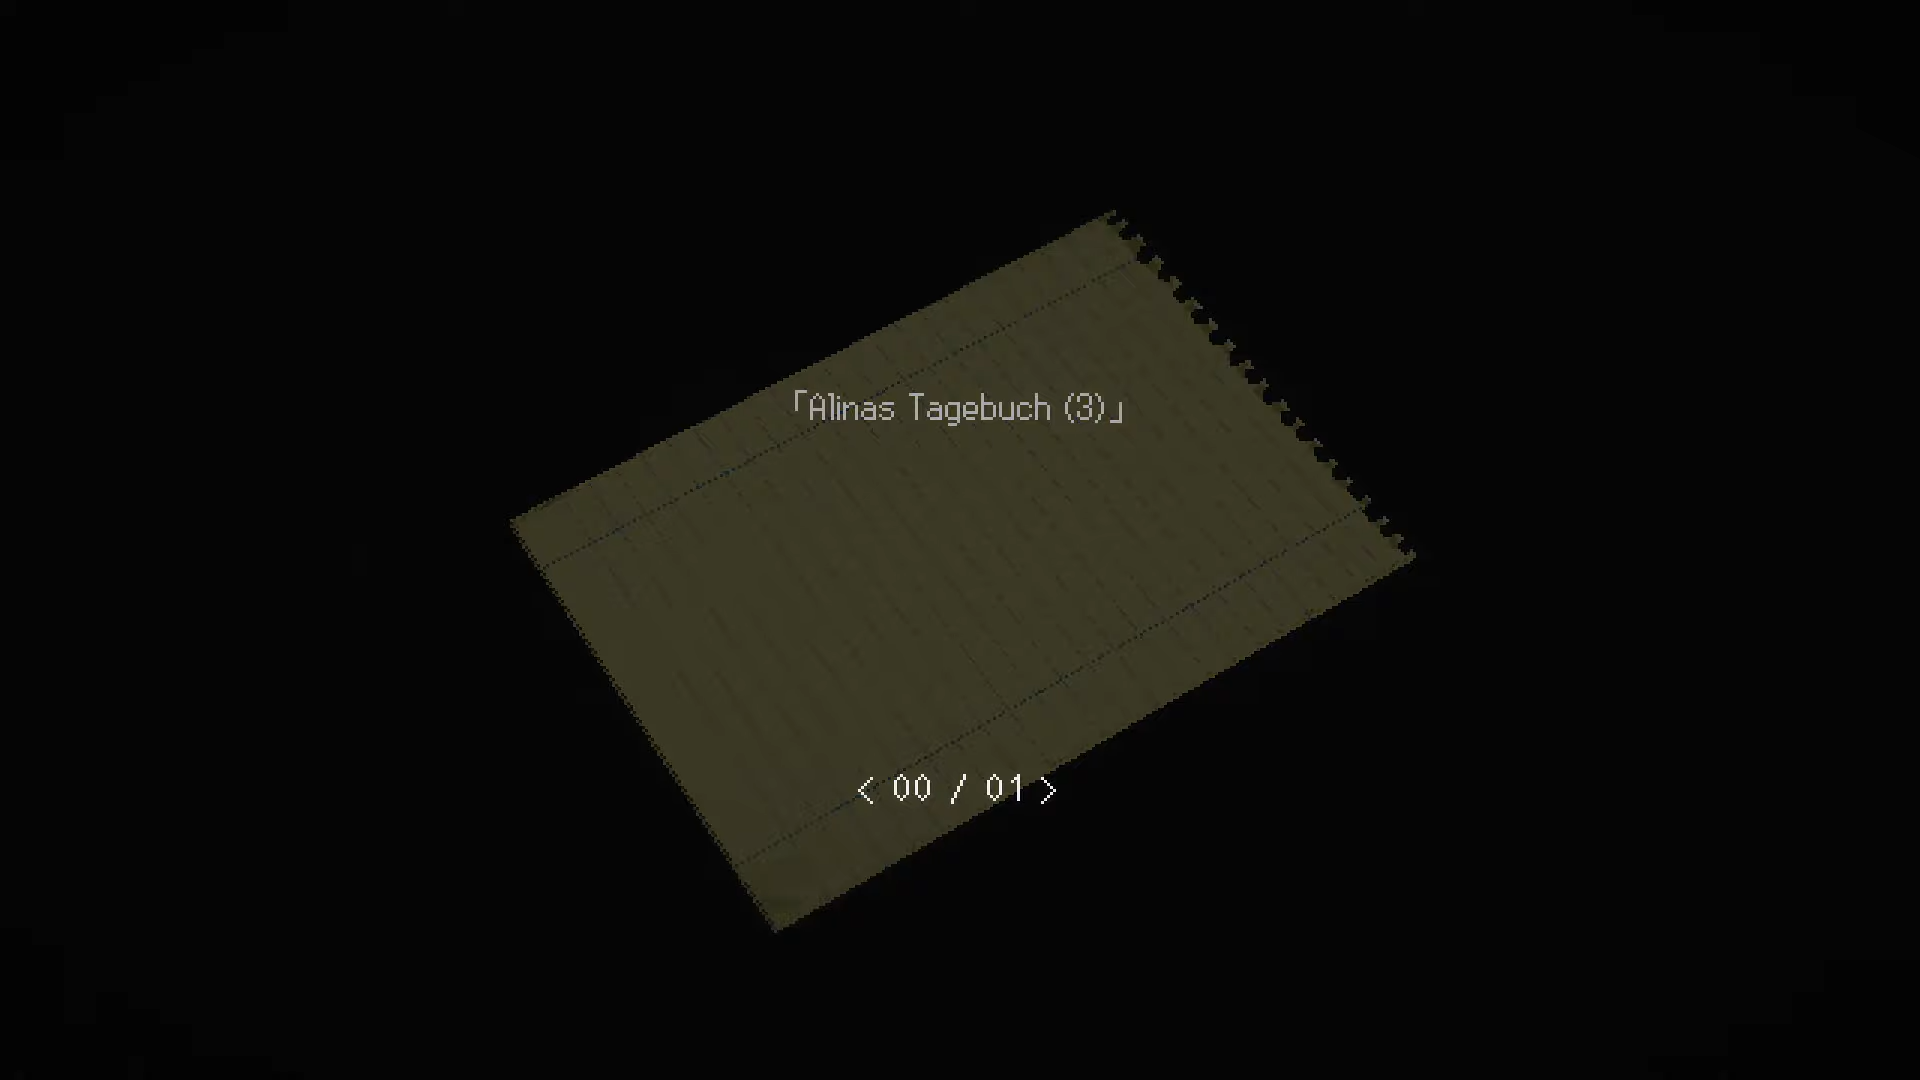 「Alinas Tagebuch (3)」
< 00 / 01 >